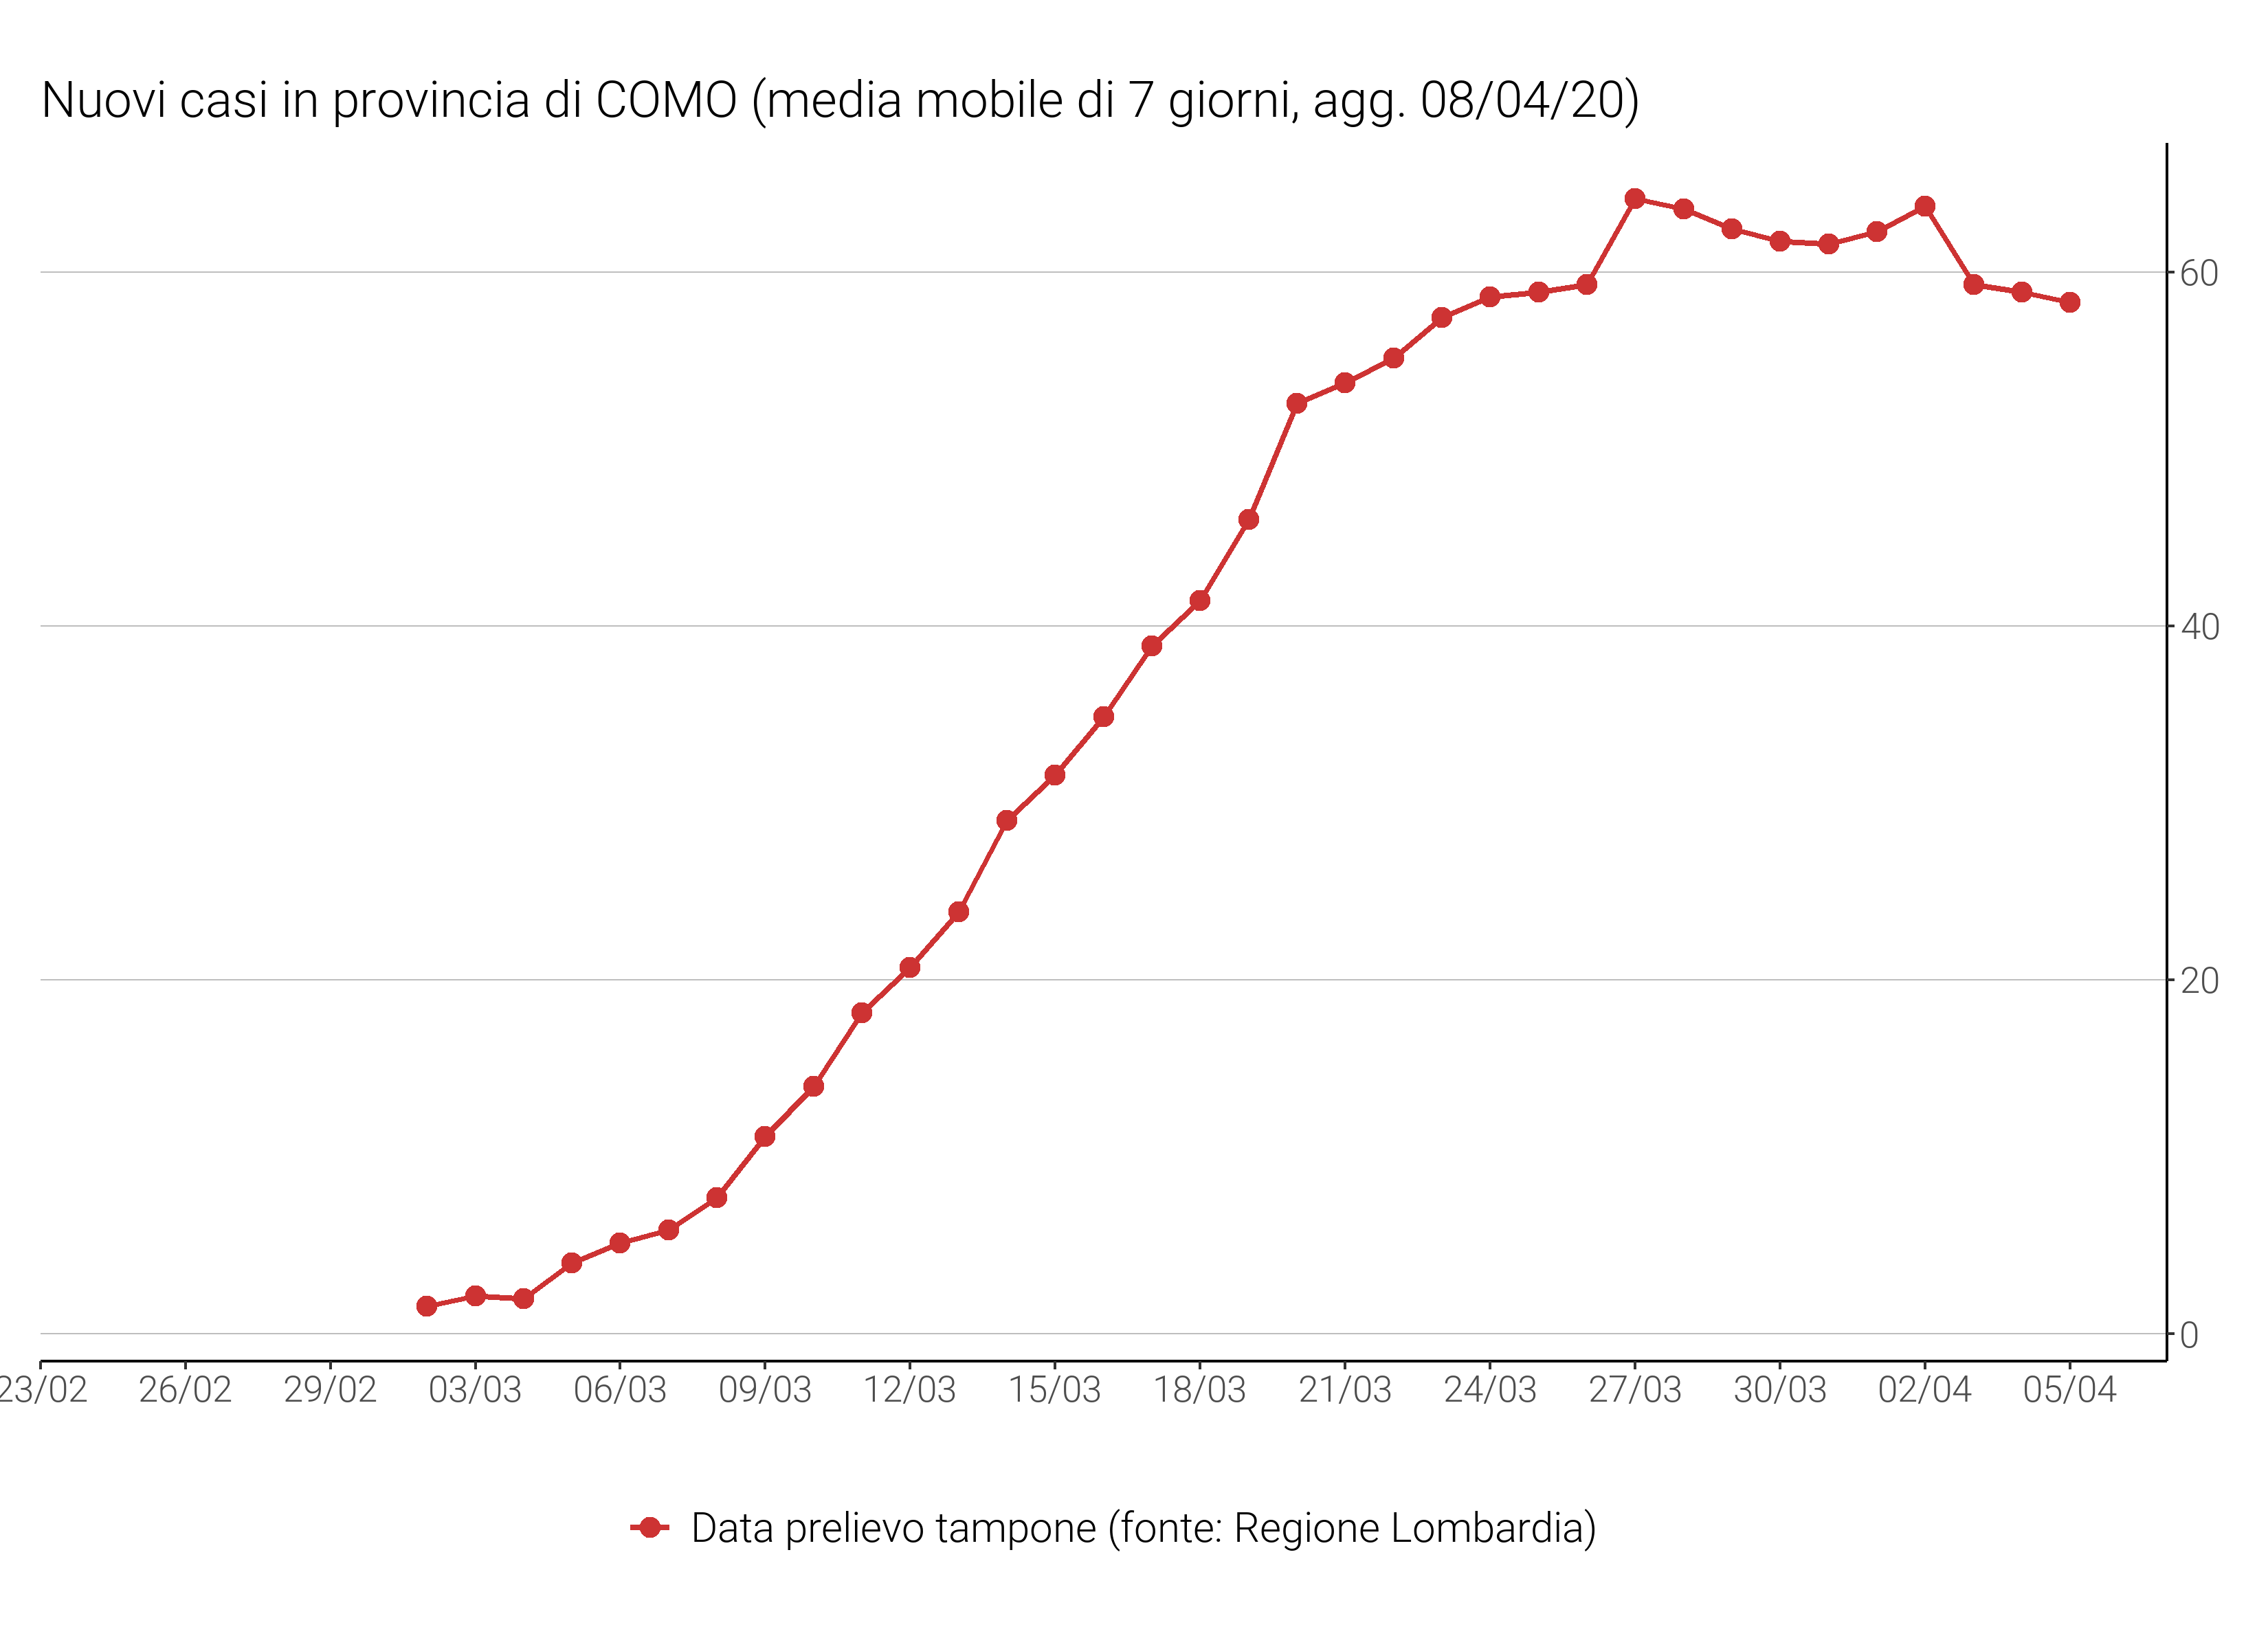 Nuovi casi in provincia di COMO (media mobile di 7 giorni, agg. 08/04/20)
60
40
20
0
23/02 26/02 29/02 03/03 06/03 09/03 12/03 15/03 18/03 21/03 24/03 27/03 30/03 02/04 05/04
Data prelievo tampone (fonte: Regione Lombardia)